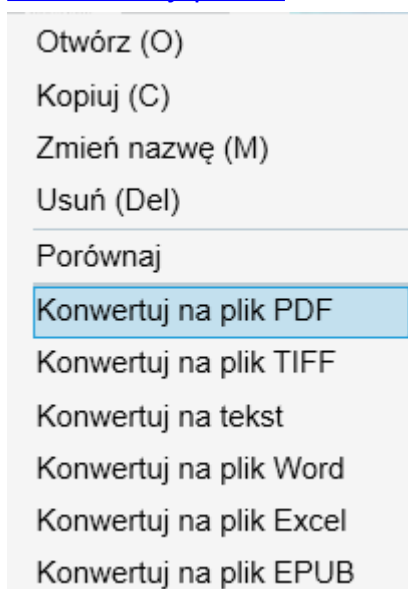 Otwórz (O)
Kopiuj (C)
Zmień nazwę (M)
Usuń (Del)
Porównaj
Konwertuj na plik PDF
Konwertuj na plik TIFF
Konwertuj na tekst
Konwertuj na plik Word
Konwertuj na plik Excel
Konwertuj na plik EPUB